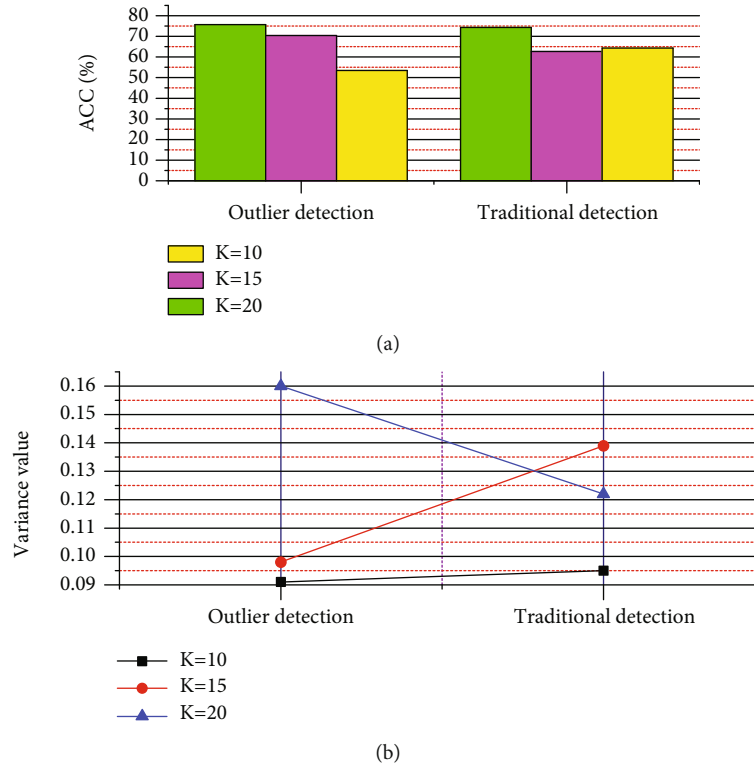 80
70
60
50
40
30
20
10
0
ACC (%)
Outlier detection Traditional detection
K=10
K=15
K=20
(a)
0.16
0.15
0.14
0.13
0.12
0.11
0.10
0.09
Variance value
Outlier detection Traditional detection
K=10
K=15
K=20
(b)